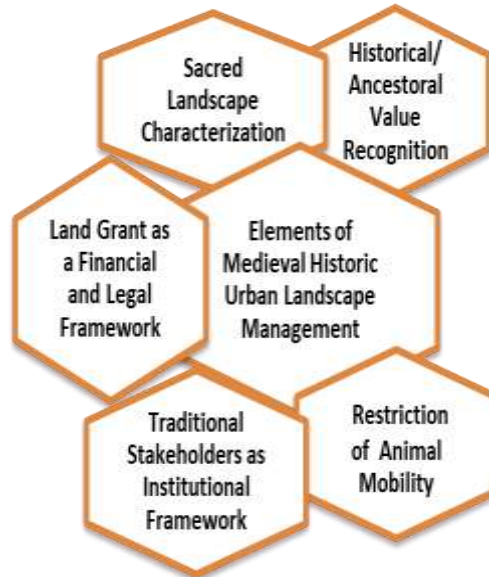 Sacred
Landscape
Characterization
Historical/
Ancestoral
Value
Recognition
Land Grant as
a Financial
and Legal
Framework
Elements of
Medieval Historic
Urban Landscape
Management
Traditional
Stakeholders as
Institutional
Framework
Restriction
of Animal
Mobility